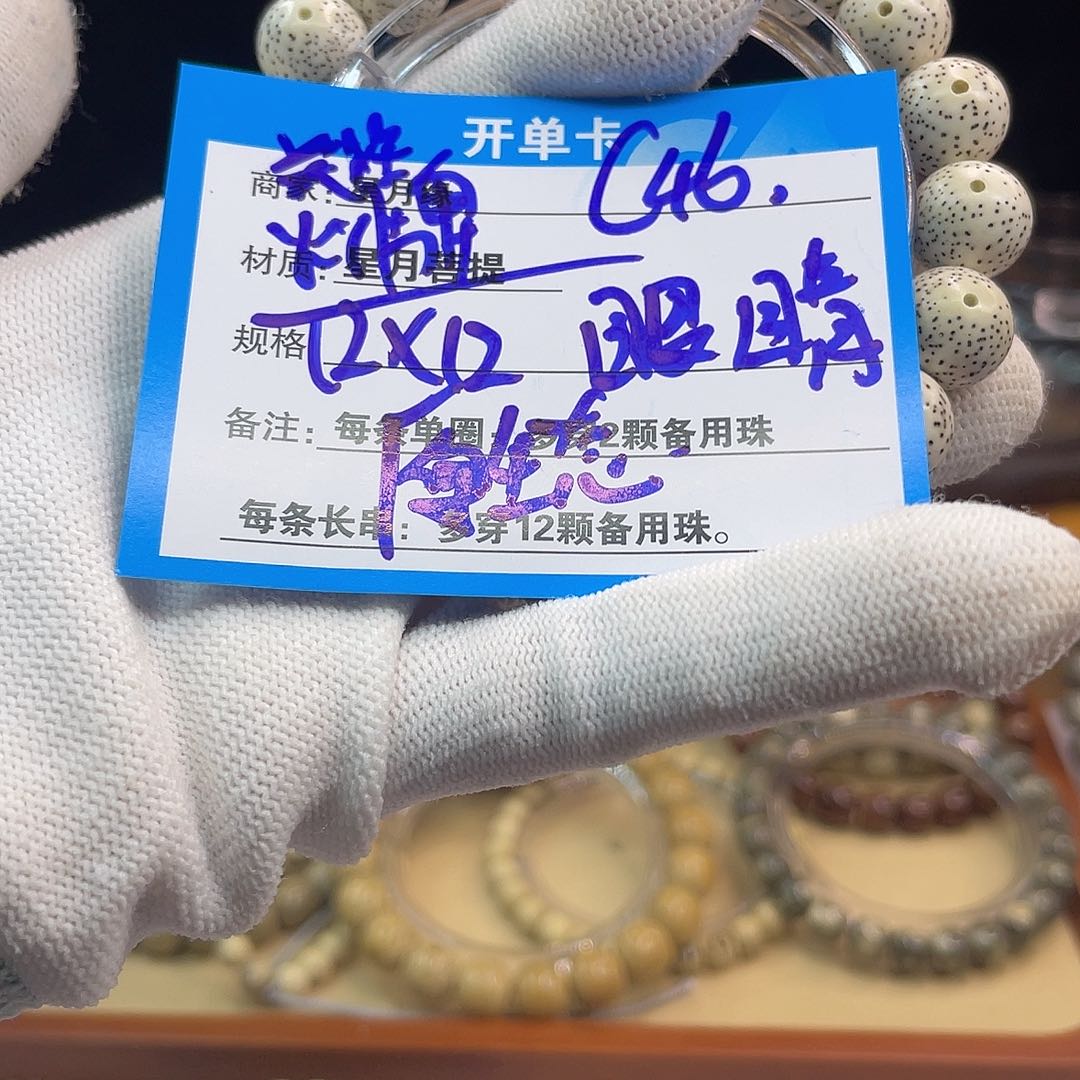 开单卡
C46.
商家：星月缘
材质：星月菩提
规格
12X12 眼睛
备注：每条单圈，多穿2颗备用珠
每条长串：多穿12颗备用珠。